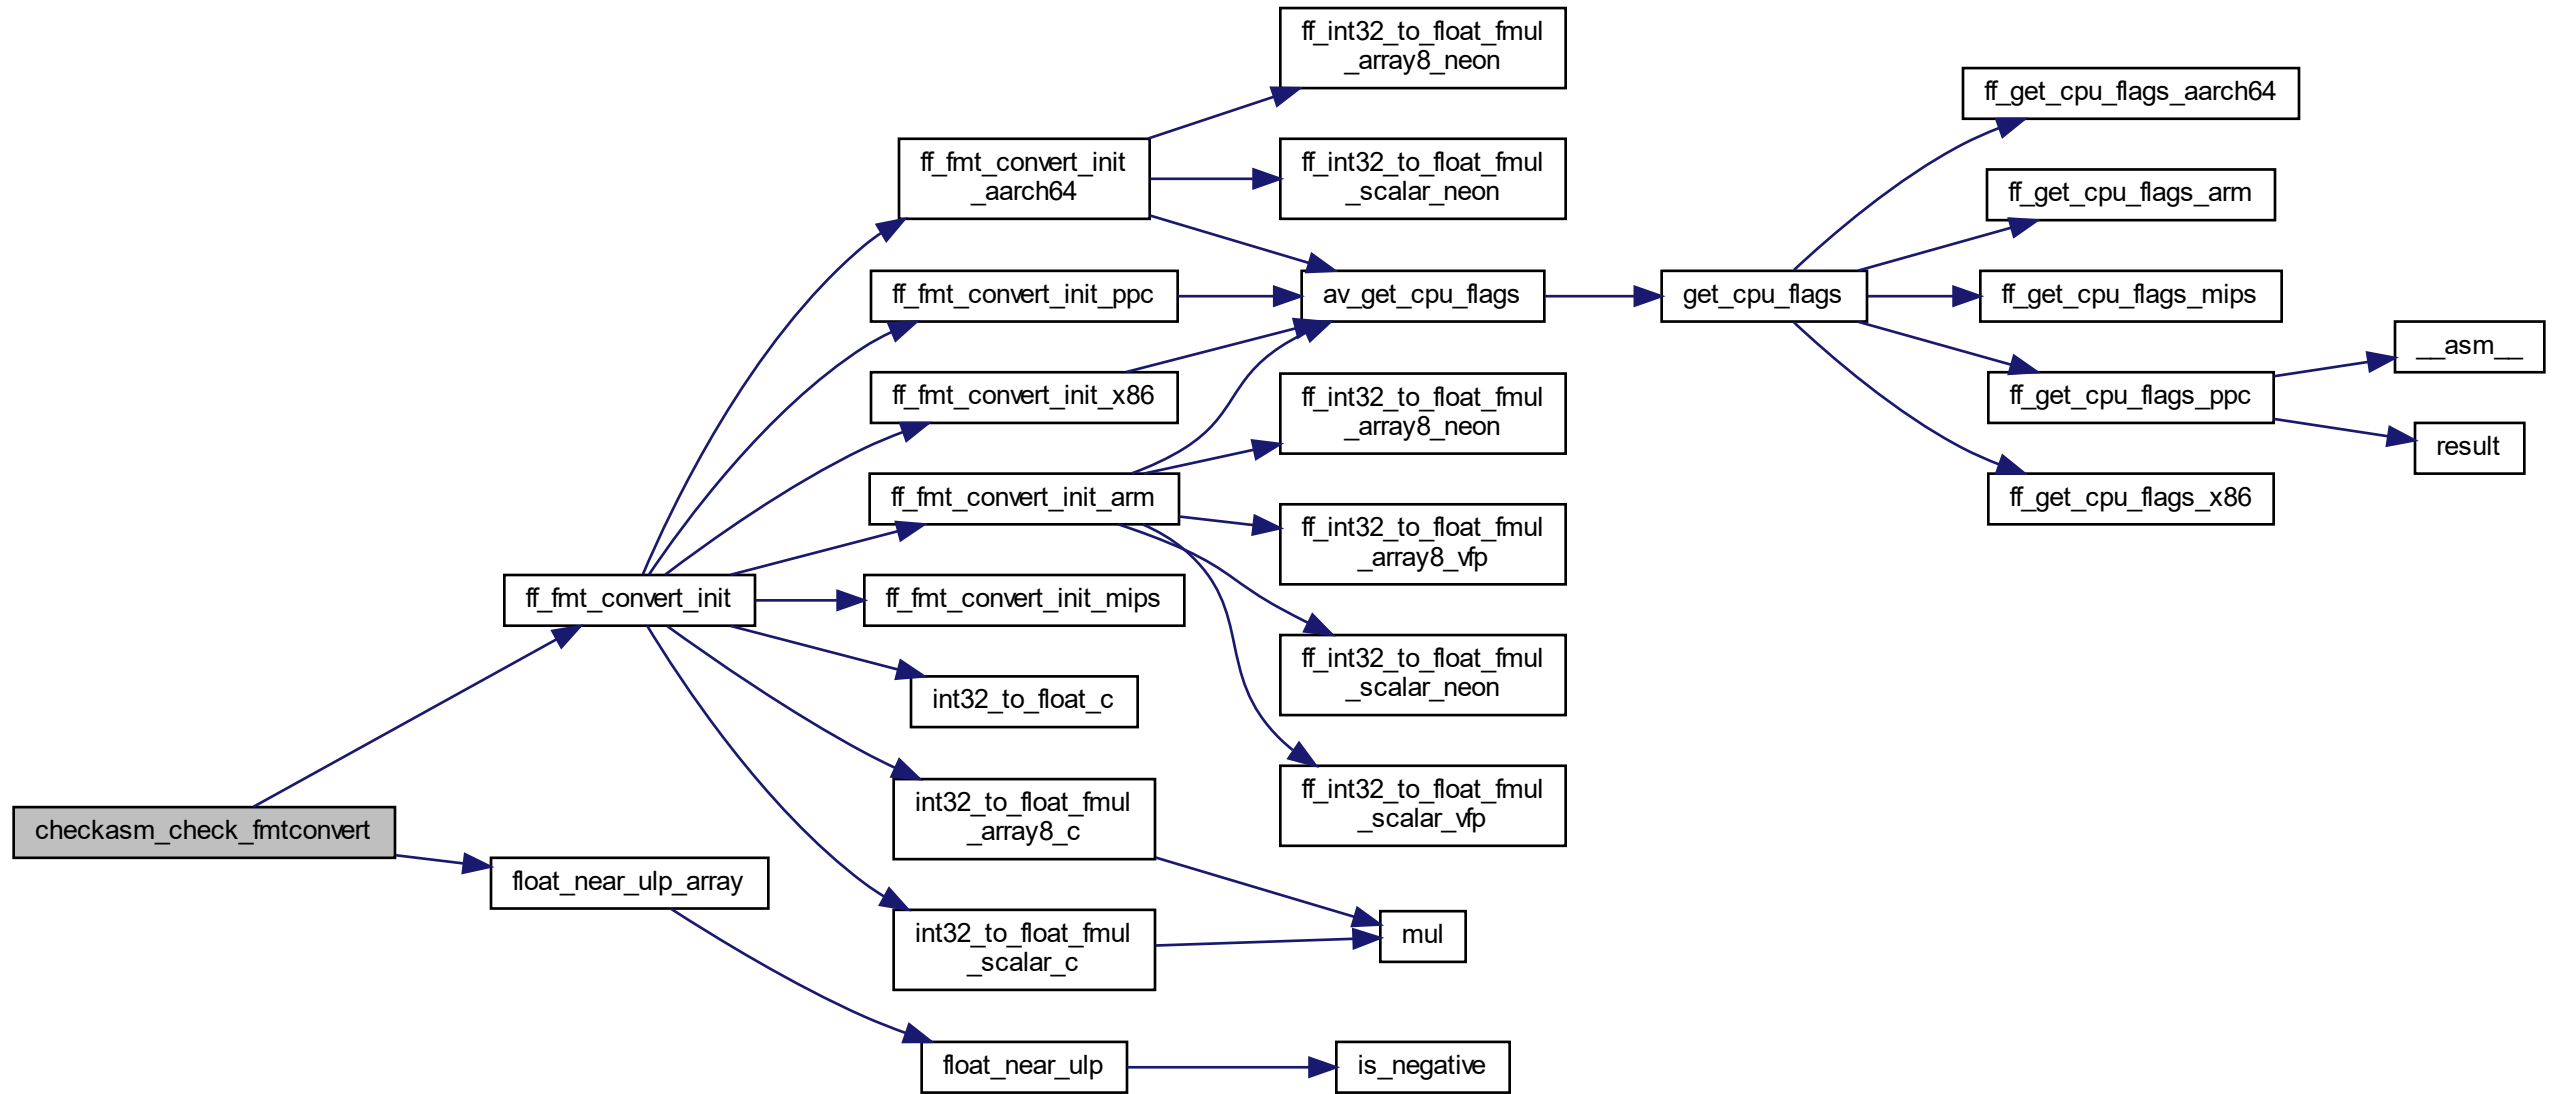 checkasm_check_fmtconvert
ff_fmt_convert_init
float_near_ulp_array
ff_fmt_convert_init
_aarch64
ff_fmt_convert_init_ppc
ff_fmt_convert_init_x86
ff_fmt_convert_init_arm
ff_fmt_convert_init_mips
int32_to_float_c
int32_to_float_fmul
_array8_c
int32_to_float_fmul
_scalar_c
float_near_ulp
ff_int32_to_float_fmul
_array8_neon
ff_int32_to_float_fmul
_scalar_neon
av_get_cpu_flags
ff_int32_to_float_fmul
_array8_neon
ff_int32_to_float_fmul
_array8_vfp
ff_int32_to_float_fmul
_scalar_neon
ff_int32_to_float_fmul
_scalar_vfp
mul
is_negative
get_cpu_flags
ff_get_cpu_flags_aarch64
ff_get_cpu_flags_arm
ff_get_cpu_flags_mips
ff_get_cpu_flags_ppc
ff_get_cpu_flags_x86
__asm__
result